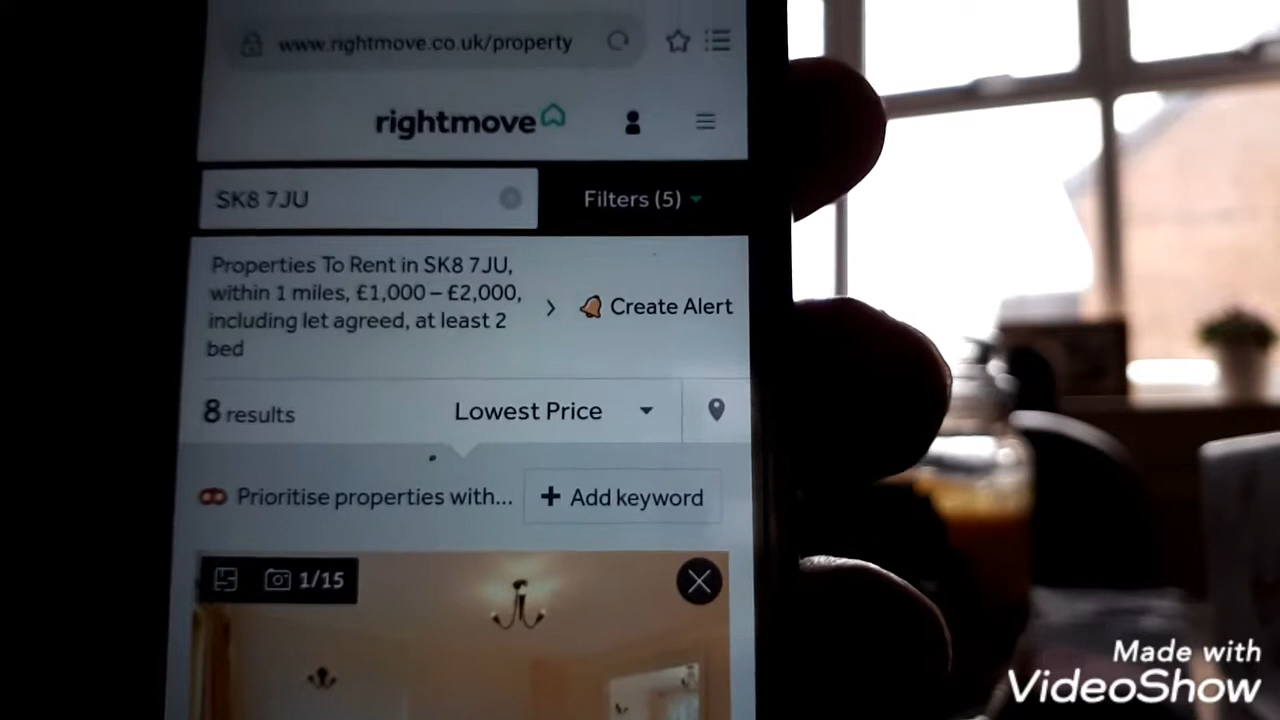 www.rightmove.co.uk/property
rightmove
SK8 7JU
Filters (5)
Properties To Rent in SK8 7JU,
within 1 miles, £1,000 – £2,000,
including let agreed, at least 2
bed
Create Alert
8 results
Lowest Price
Prioritise properties with...
+ Add keyword
1/15
Made with
VideoShow